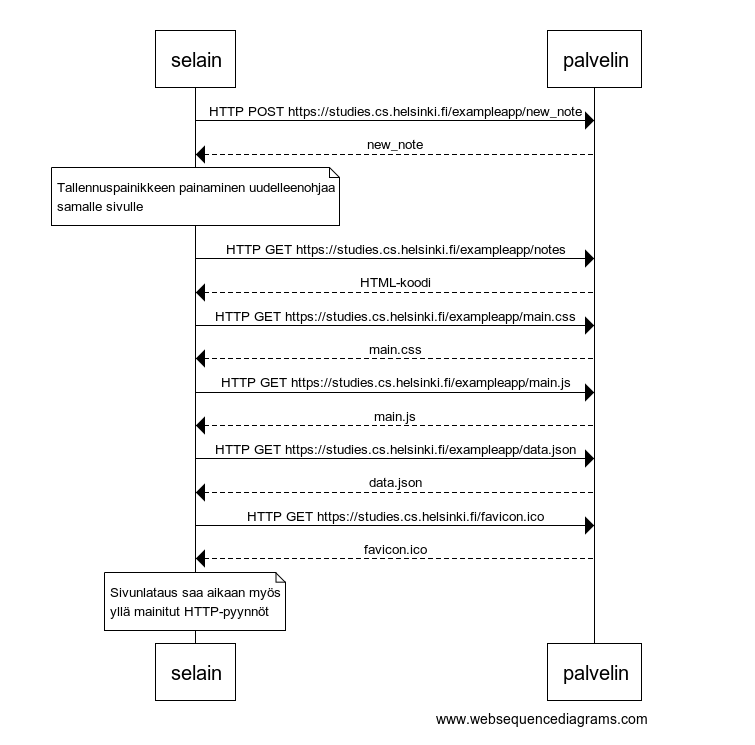 selain
palvelin
HTTP POST https://studies.cs.helsinki.fi/exampleapp/new_note
new_note
Tallennuspainikkeen painaminen uudelleenohjaa
samalle sivulle
HTTP GET https://studies.cs.helsinki.fi/exampleapp/notes
HTML-koodi
HTTP GET https://studies.cs.helsinki.fi/exampleapp/main.css
main.css
HTTP GET https://studies.cs.helsinki.fi/exampleapp/main.js
main.js
HTTP GET https://studies.cs.helsinki.fi/exampleapp/data.json
data.json
HTTP GET https://studies.cs.helsinki.fi/favicon.ico
favicon.ico
Sivunlataus saa aikaan myös
yllä mainitut HTTP-pyynnöt
selain
palvelin
www.websequencediagrams.com